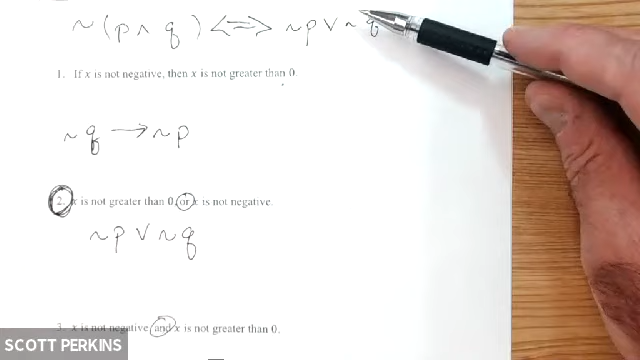 ~(p ∧ q) <=> ~p ∨ ~q
1. If x is not negative, then x is not greater than 0.
~q → ~p
2. x is not greater than 0, or x is not negative.
~p ∨ ~q
3. x is not negative and x is not greater than 0.
SCOTT PERKINS